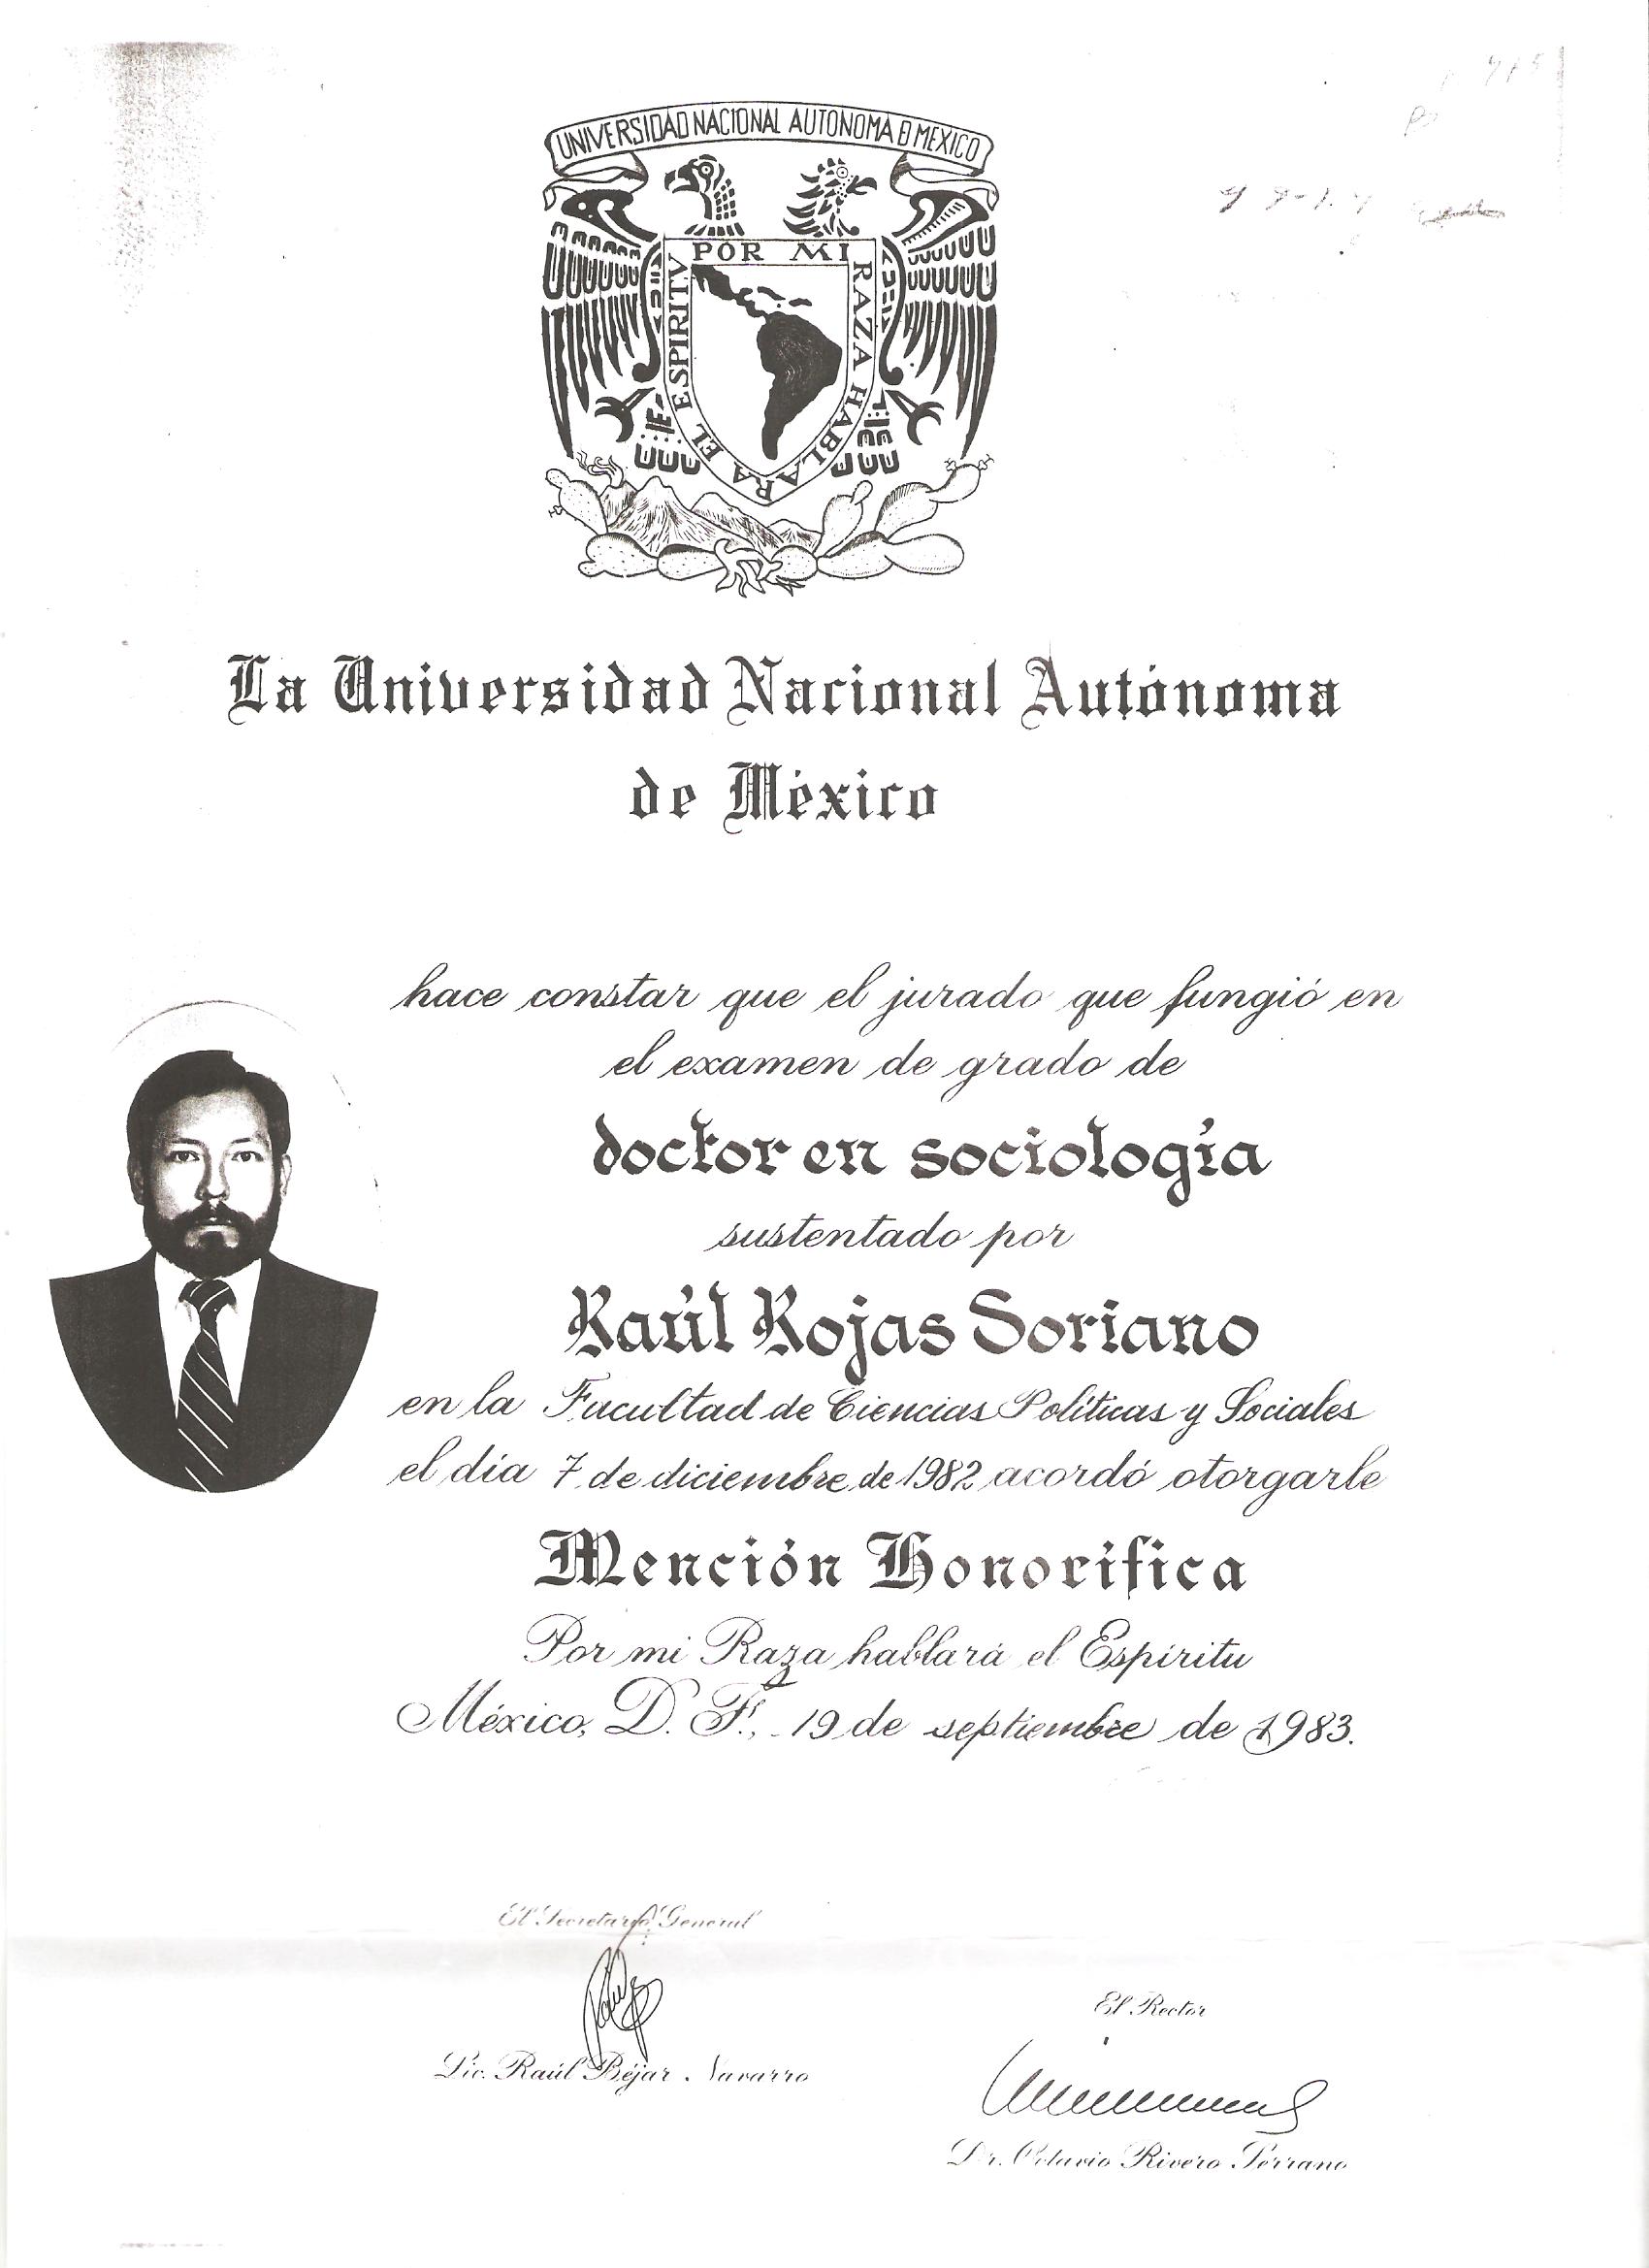 UNIVERSIDAD NACIONAL AUTONOMA D MEXICO
POR MI RAZA HABLARA EL ESPIRITV
La Universidad Nacional Autónoma
de México
hace constar que el jurado que fungió en
el examen de grado de
doctor en sociología
sustentado por
Raúl Rojas Soriano
en la Facultad de Ciencias Políticas y Sociales
el día 7 de diciembre de 1982 acordó otorgarle
Mención Honorífica
Por mi Raza hablará el Espíritu
México, D. F., 19 de septiembre de 1983.
El Secretario General
Lic. Raúl Béjar Navarro
El Rector
Dr. Octavio Rivero Serrano